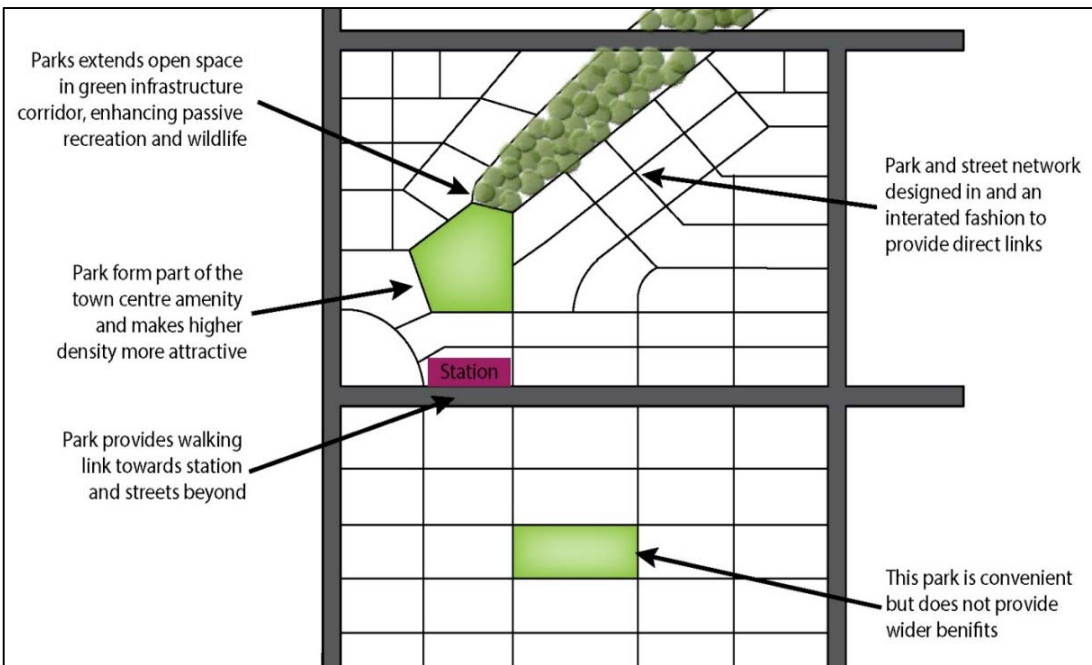 Parks extends open space
in green infrastructure
corridor, enhancing passive
recreation and wildlife
Park and street network
designed in and an
interated fashion to
provide direct links
Park form part of the
town centre amenity
and makes higher
density more attractive
Station
Park provides walking
link towards station
and streets beyond
This park is convenient
but does not provide
wider benifits